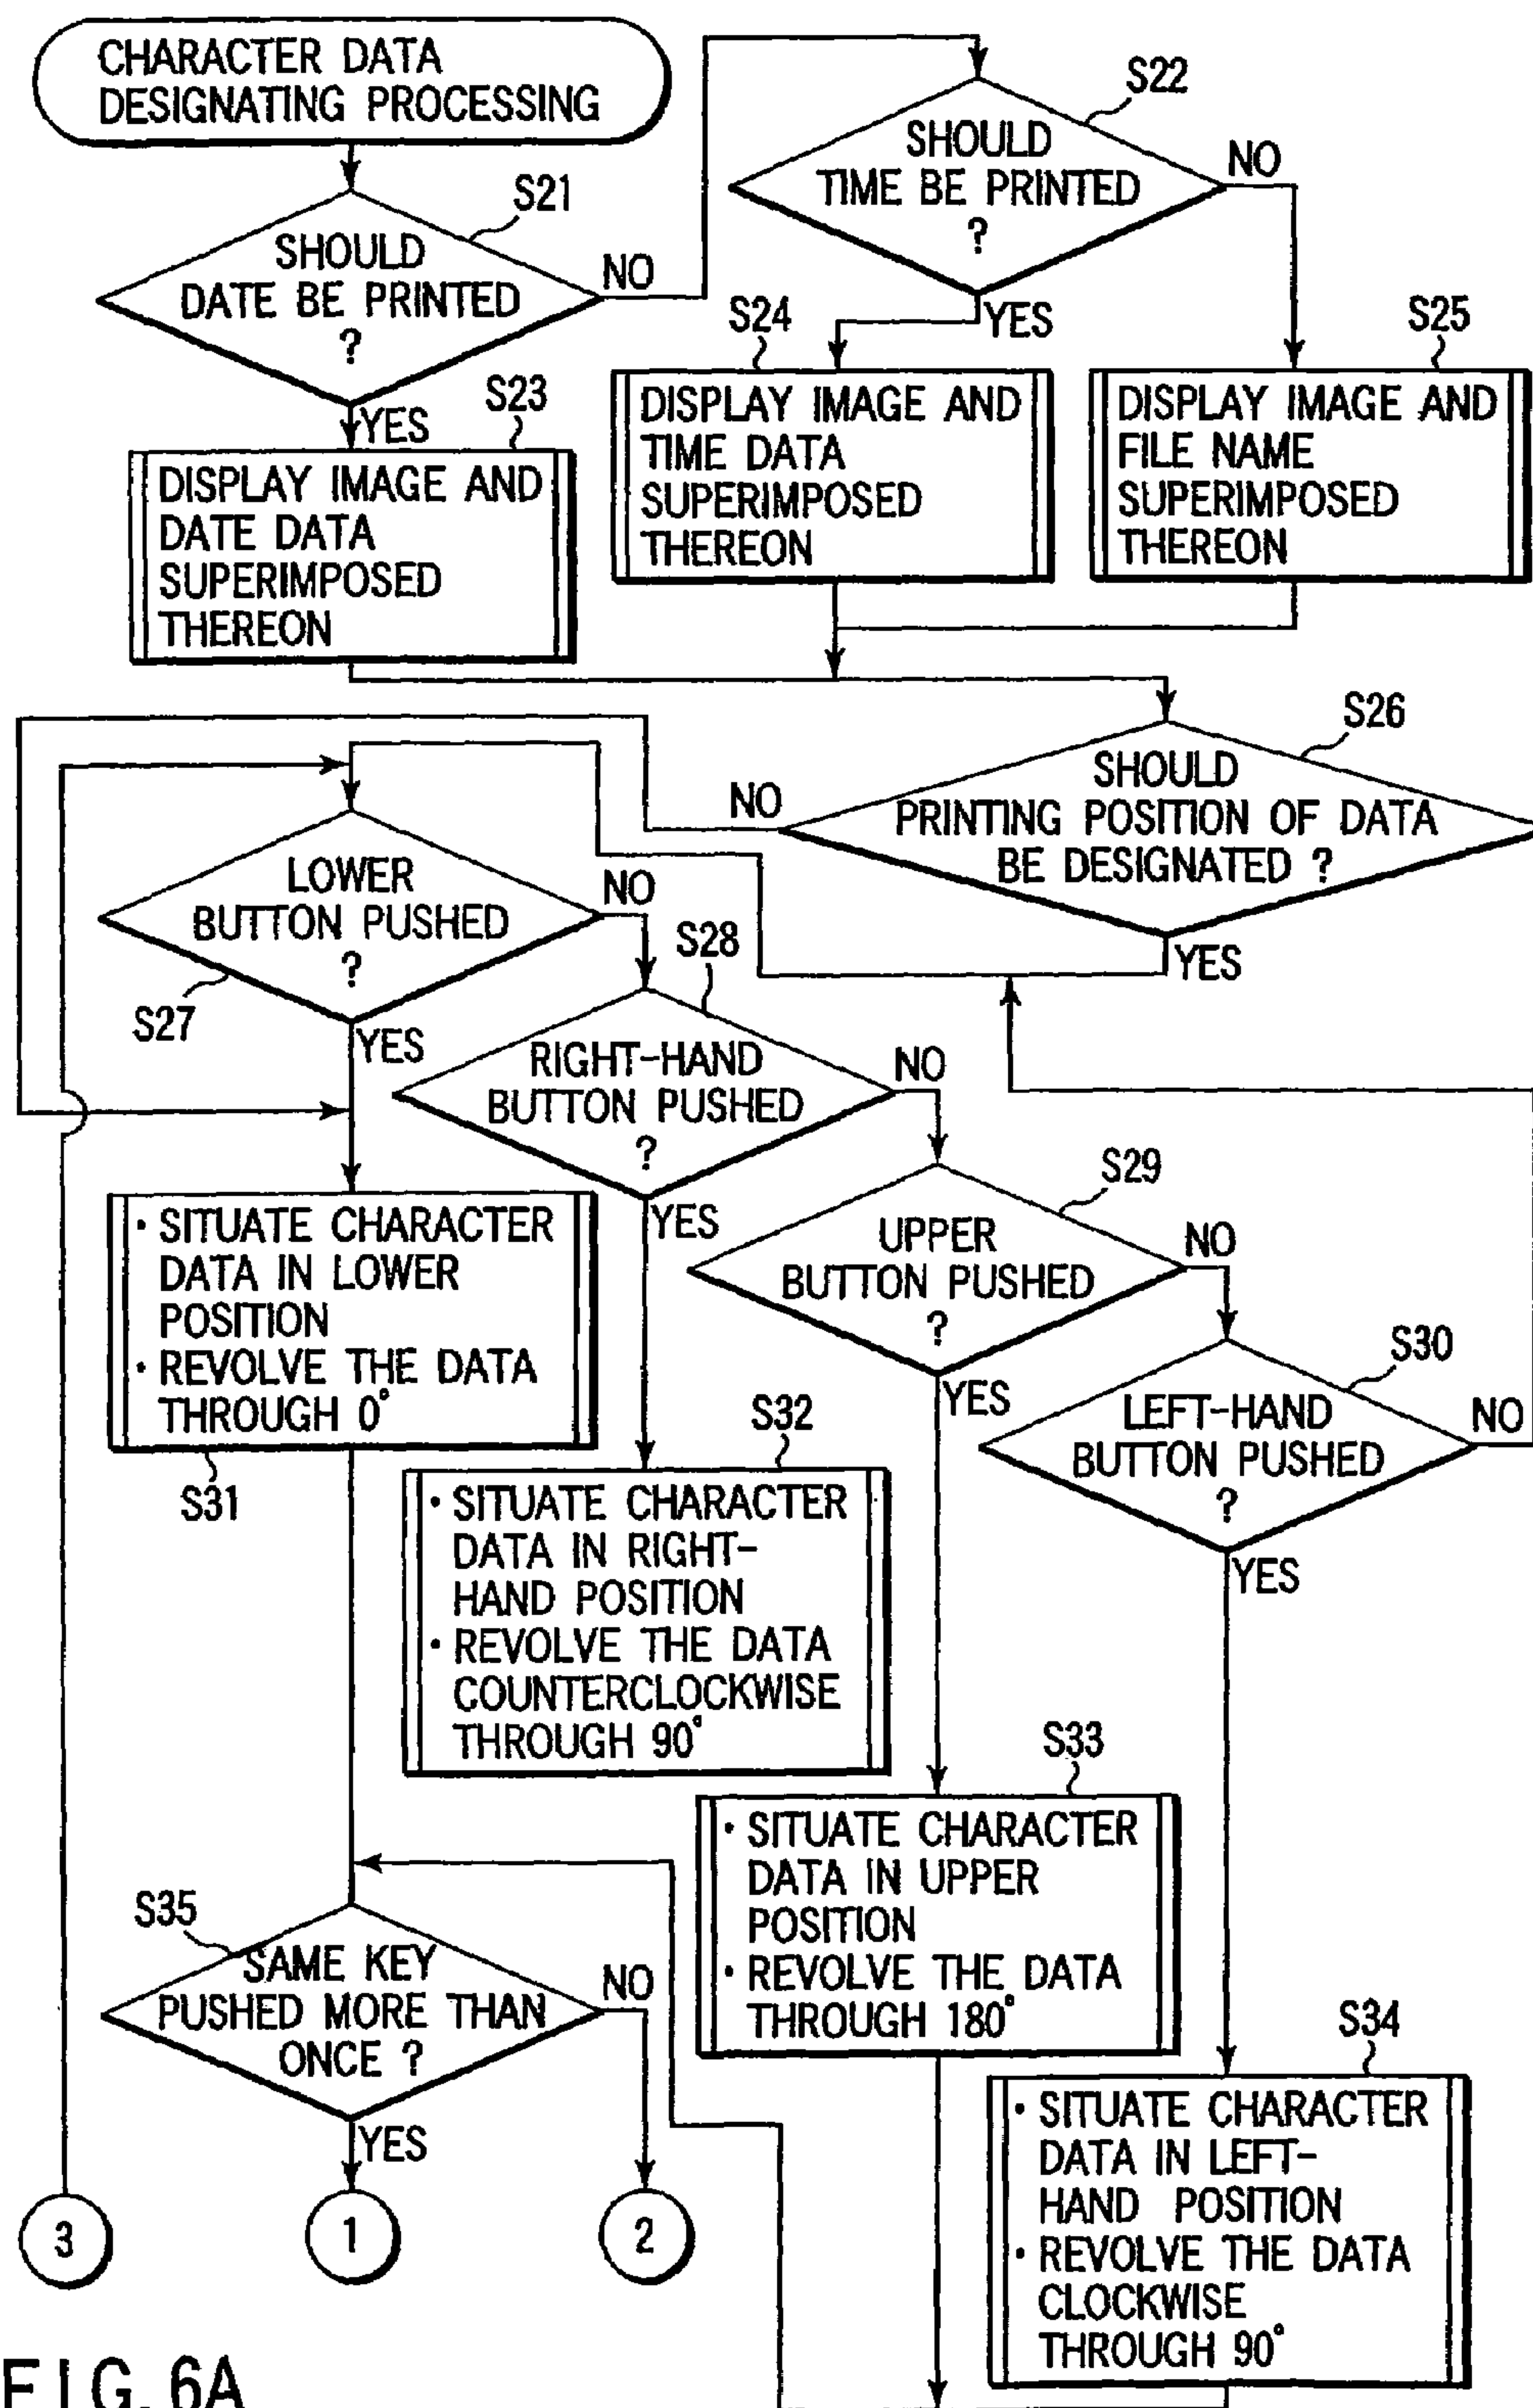 CHARACTER DATA
DESIGNATING PROCESSING
S21
SHOULD
DATE BE PRINTED
?
NO
YES
S22
SHOULD
TIME BE PRINTED
?
NO
YES
S23
DISPLAY IMAGE AND
DATE DATA
SUPERIMPOSED
THEREON
S24
DISPLAY IMAGE AND
TIME DATA
SUPERIMPOSED
THEREON
S25
DISPLAY IMAGE AND
FILE NAME
SUPERIMPOSED
THEREON
S26
SHOULD
PRINTING POSITION OF DATA
BE DESIGNATED ?
NO
YES
LOWER
BUTTON PUSHED
?
S27
NO
YES
S28
RIGHT-HAND
BUTTON PUSHED
?
NO
YES
S29
UPPER
BUTTON PUSHED
?
NO
YES
S30
LEFT-HAND
BUTTON PUSHED
?
NO
YES
· SITUATE CHARACTER
DATA IN LOWER
POSITION
· REVOLVE THE DATA
THROUGH 0°
S31
S32
· SITUATE CHARACTER
DATA IN RIGHT-
HAND POSITION
· REVOLVE THE DATA
COUNTERCLOCKWISE
THROUGH 90°
S33
· SITUATE CHARACTER
DATA IN UPPER
POSITION
· REVOLVE THE DATA
THROUGH 180°
S34
· SITUATE CHARACTER
DATA IN LEFT-
HAND POSITION
· REVOLVE THE DATA
CLOCKWISE
THROUGH 90°
S35
SAME KEY
PUSHED MORE THAN
ONCE ?
NO
YES
3
1
2
FIG. 6A